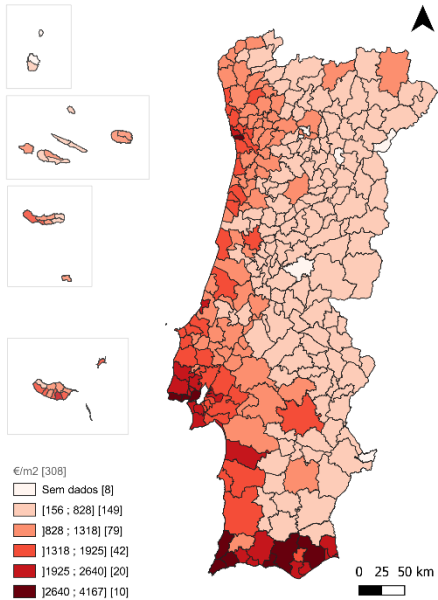 €/m2 [308]
Sem dados [8]
[156 ; 828] [149]
]828 ; 1318] [79]
]1318 ; 1925] [42]
]1925 ; 2640] [20]
]2640 ; 4167] [10]
0 25 50 km